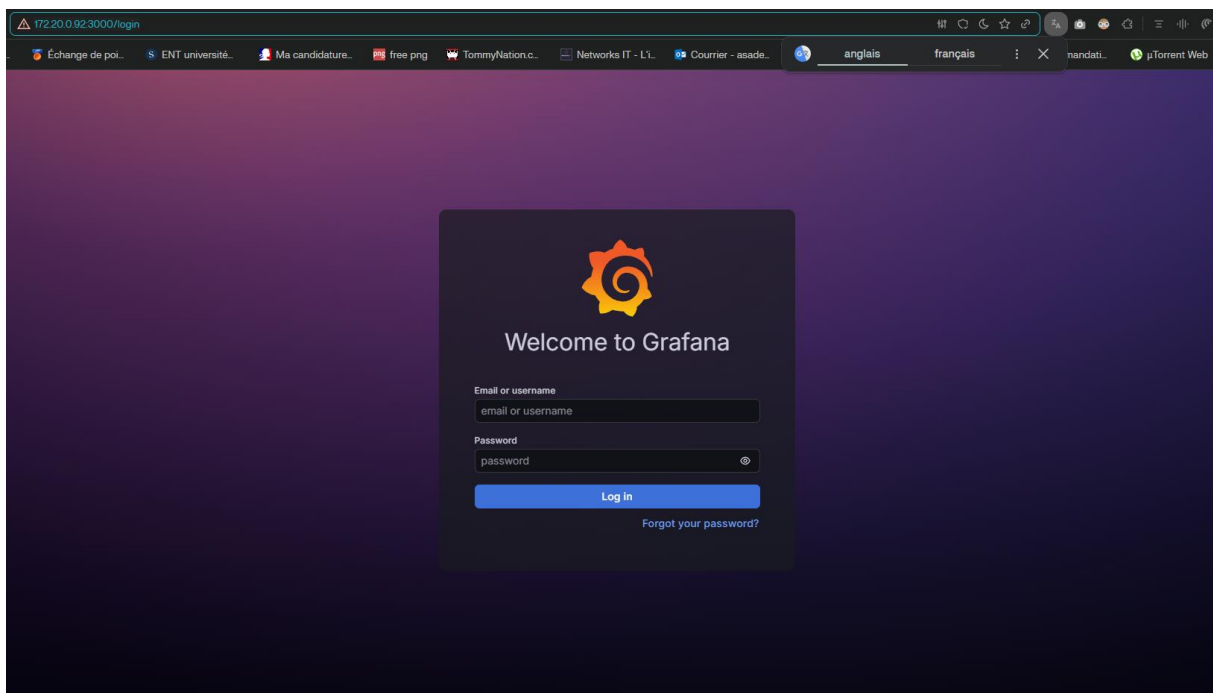 172.20.0.92:3000/login
Échange de poi... ENT université... Ma candidature... free png TommyNation.c... Networks IT - L'i... Courrier - asade... anglais français mandati... µTorrent Web
Welcome to Grafana
Email or username
email or username
Password
password
Log in
Forgot your password?